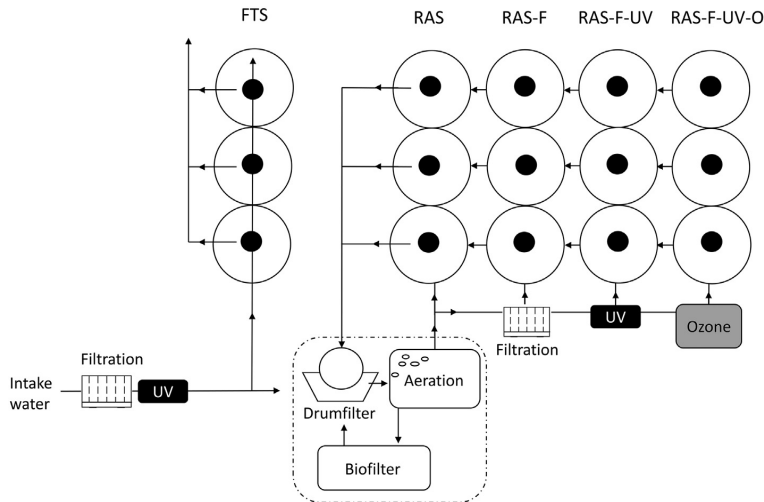 FTS
RAS
RAS-F
RAS-F-UV
RAS-F-UV-O
Filtration
UV
Ozone
Filtration
Intake
water
UV
Aeration
Drumfilter
Biofilter